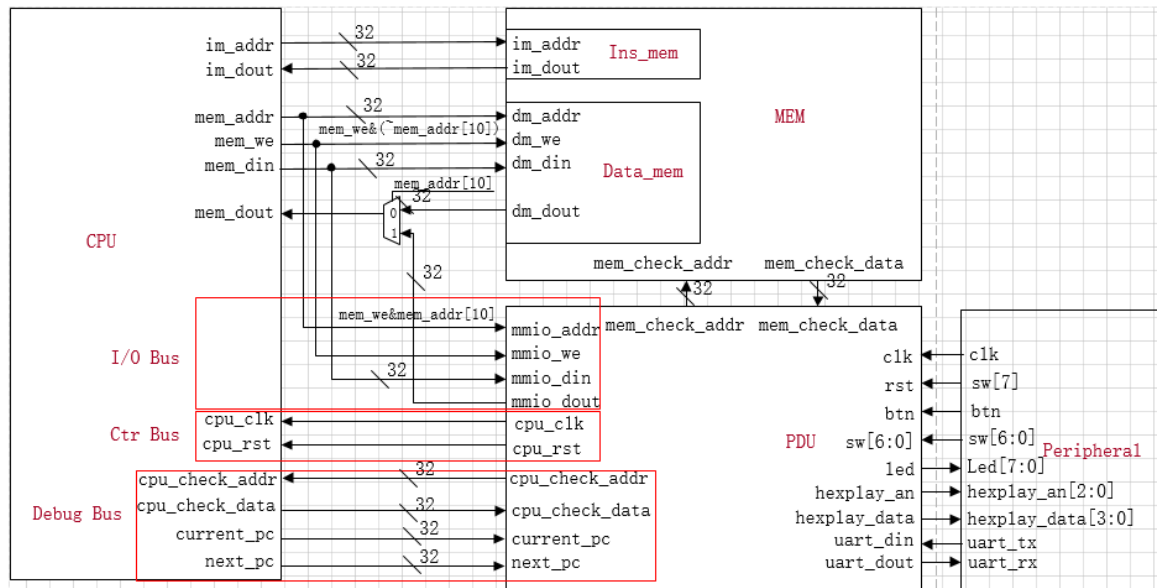 im_addr 32 im_addr
im_dout 32 im_dout
Ins_mem
MEM
mem_addr 32 dm_addr
mem_we mem_we&(~mem_addr[10]) dm_we
mem_din 32 dm_din
Data_mem
mem_addr[10]
32
mem_dout 0 dm_dout
1
CPU
32
mem_check_addr mem_check_data
32 32
mem_we&mem_addr[10] mmio_addr mem_check_addr mem_check_data
I/O Bus
mmio_we clk clk
32 mmio_din rst sw[7]
mmio_dout btn btn
cpu_clk cpu_clk
Ctr Bus
cpu_rst cpu_rst
PDU sw[6:0] sw[6:0]
Peripheral
led Led[7:0]
cpu_check_addr 32 cpu_check_addr
hexplay_an hexplay_an[2:0]
Debug Bus
cpu_check_data 32 cpu_check_data
hexplay_data hexplay_data[3:0]
current_pc 32 current_pc
uart_din uart_tx
next_pc 32 next_pc
uart_dout uart_rx